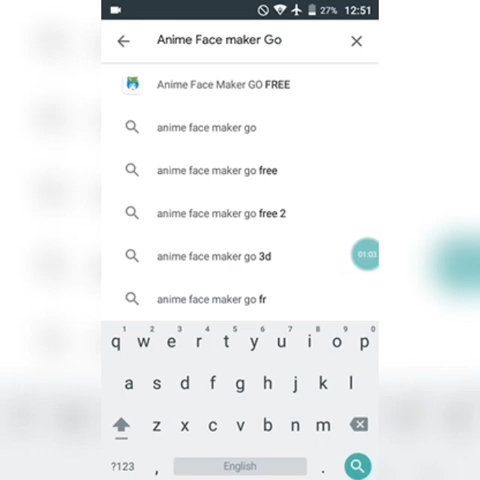 27% 12:51
Anime Face maker Go
Anime Face Maker GO FREE
anime face maker go
anime face maker go free
anime face maker go free 2
anime face maker go 3d
01:03
anime face maker go fr
1 2 3 4 5 6 7 8 9 0
q w e r t y u i o p
a s d f g h j k l
z x c v b n m
?123 , English .